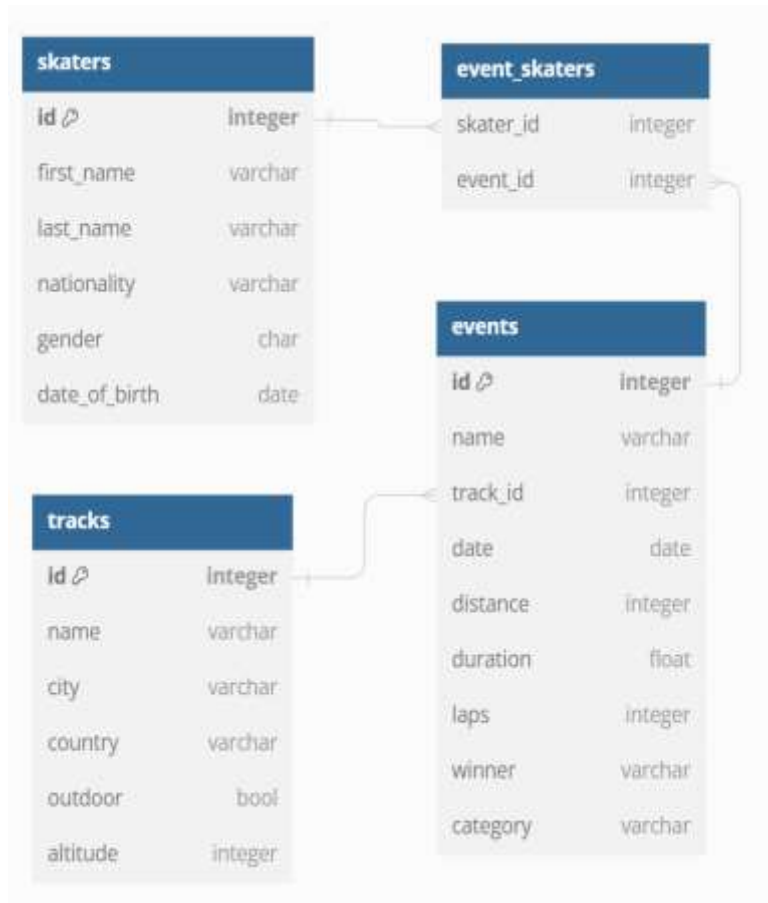 skaters
id integer
first_name varchar
last_name varchar
nationality varchar
gender char
date_of_birth date
event_skaters
skater_id integer
event_id integer
events
id integer
name varchar
track_id integer
date date
distance integer
duration float
laps integer
winner varchar
category varchar
tracks
id integer
name varchar
city varchar
country varchar
outdoor bool
altitude integer